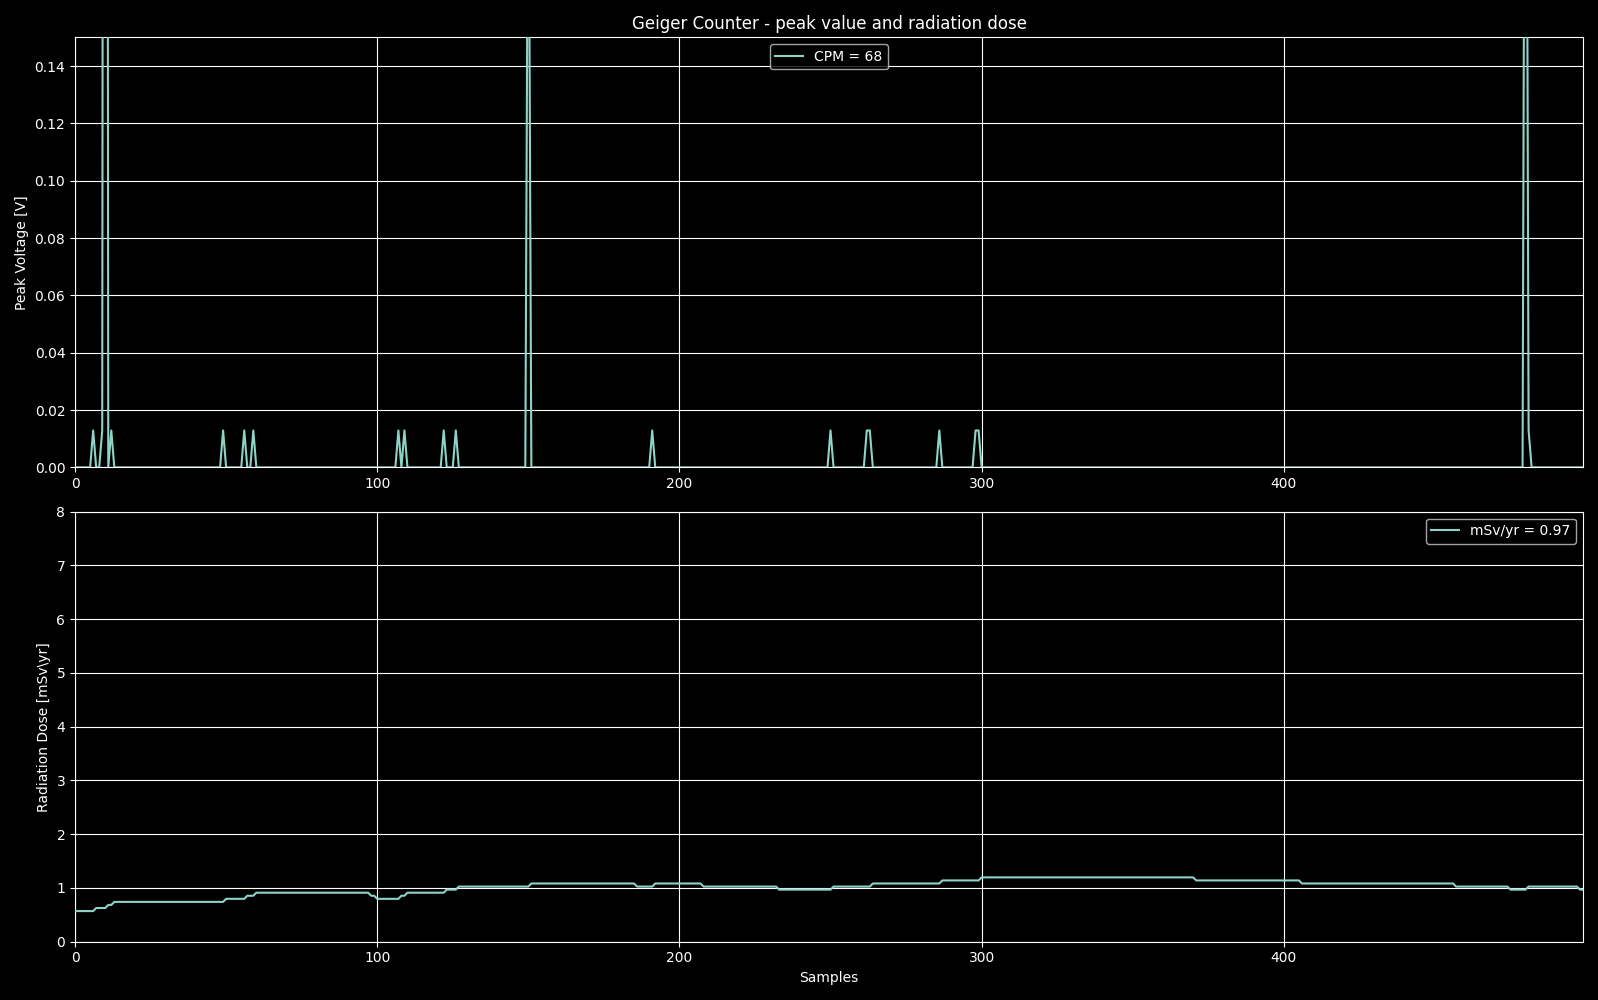 Geiger Counter - peak value and radiation dose
CPM = 68
0.14
0.12
0.10
0.08
0.06
0.04
0.02
0.00
Peak Voltage [V]
0 100 200 300 400
mSv/yr = 0.97
8
7
6
5
4
3
2
1
0
Radiation Dose [mSv\yr]
0 100 200 300 400
Samples